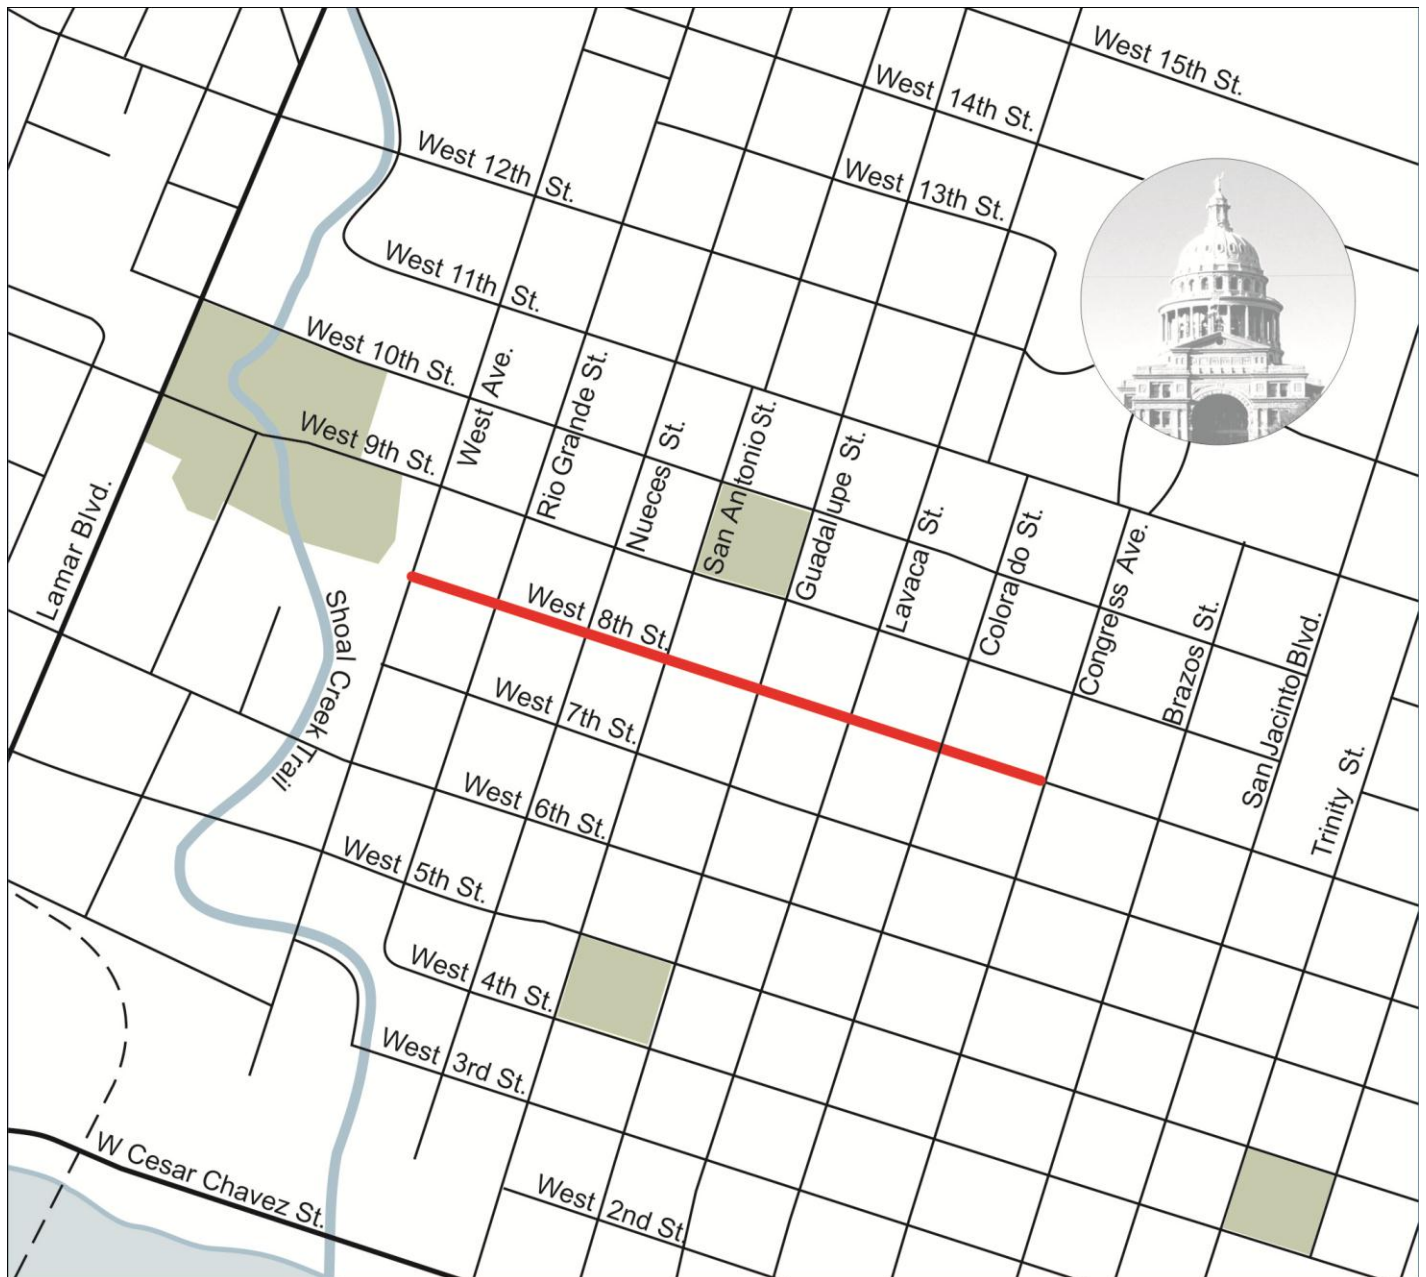 West 15th St.
West 14th St.
West 13th St.
West 12th St.
West 11th St.
West 10th St.
West 9th St.
West Ave.
Rio Grande St.
Nueces St.
San Antonio St.
Guadalupe St.
Lavaca St.
Colorado St.
Congress Ave.
Brazos St.
San Jacinto Blvd.
Trinity St.
Lamar Blvd.
Shoal Creek Trail
West 8th St.
West 7th St.
West 6th St.
West 5th St.
West 4th St.
West 3rd St.
West 2nd St.
W Cesar Chavez St.